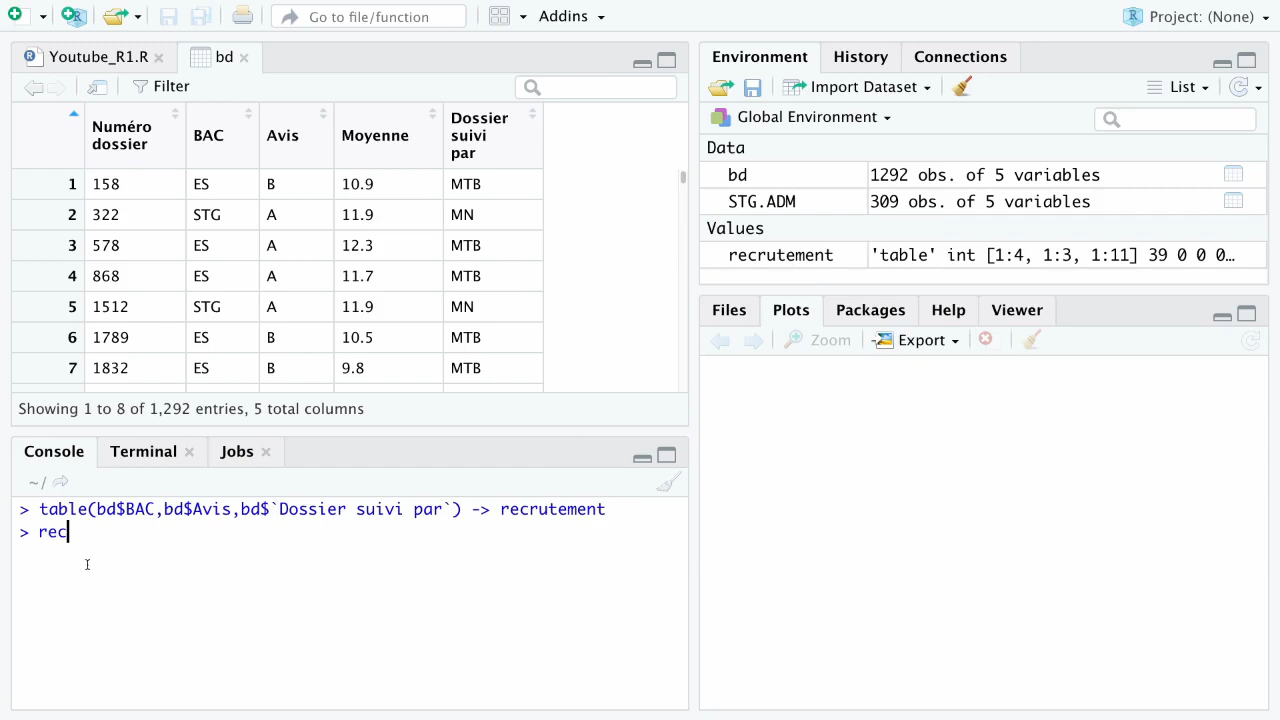 Go to file/function
Addins
Project: (None)
Youtube_R1.R
bd
Filter
Numéro dossier BAC Avis Moyenne Dossier suivi par
1 158 ES B 10.9 MTB
2 322 STG A 11.9 MN
3 578 ES A 12.3 MTB
4 868 ES A 11.7 MTB
5 1512 STG A 11.9 MN
6 1789 ES B 10.5 MTB
7 1832 ES B 9.8 MTB
Showing 1 to 8 of 1,292 entries, 5 total columns
Console Terminal Jobs
~/
> table(bd$BAC,bd$Avis,bd$`Dossier suivi par`) -> recrutement
> rec
Environment History Connections
Import Dataset List
Global Environment
Data
bd 1292 obs. of 5 variables
STG.ADM 309 obs. of 5 variables
Values
recrutement 'table' int [1:4, 1:3, 1:11] 39 0 0 0…
Files Plots Packages Help Viewer
Zoom Export